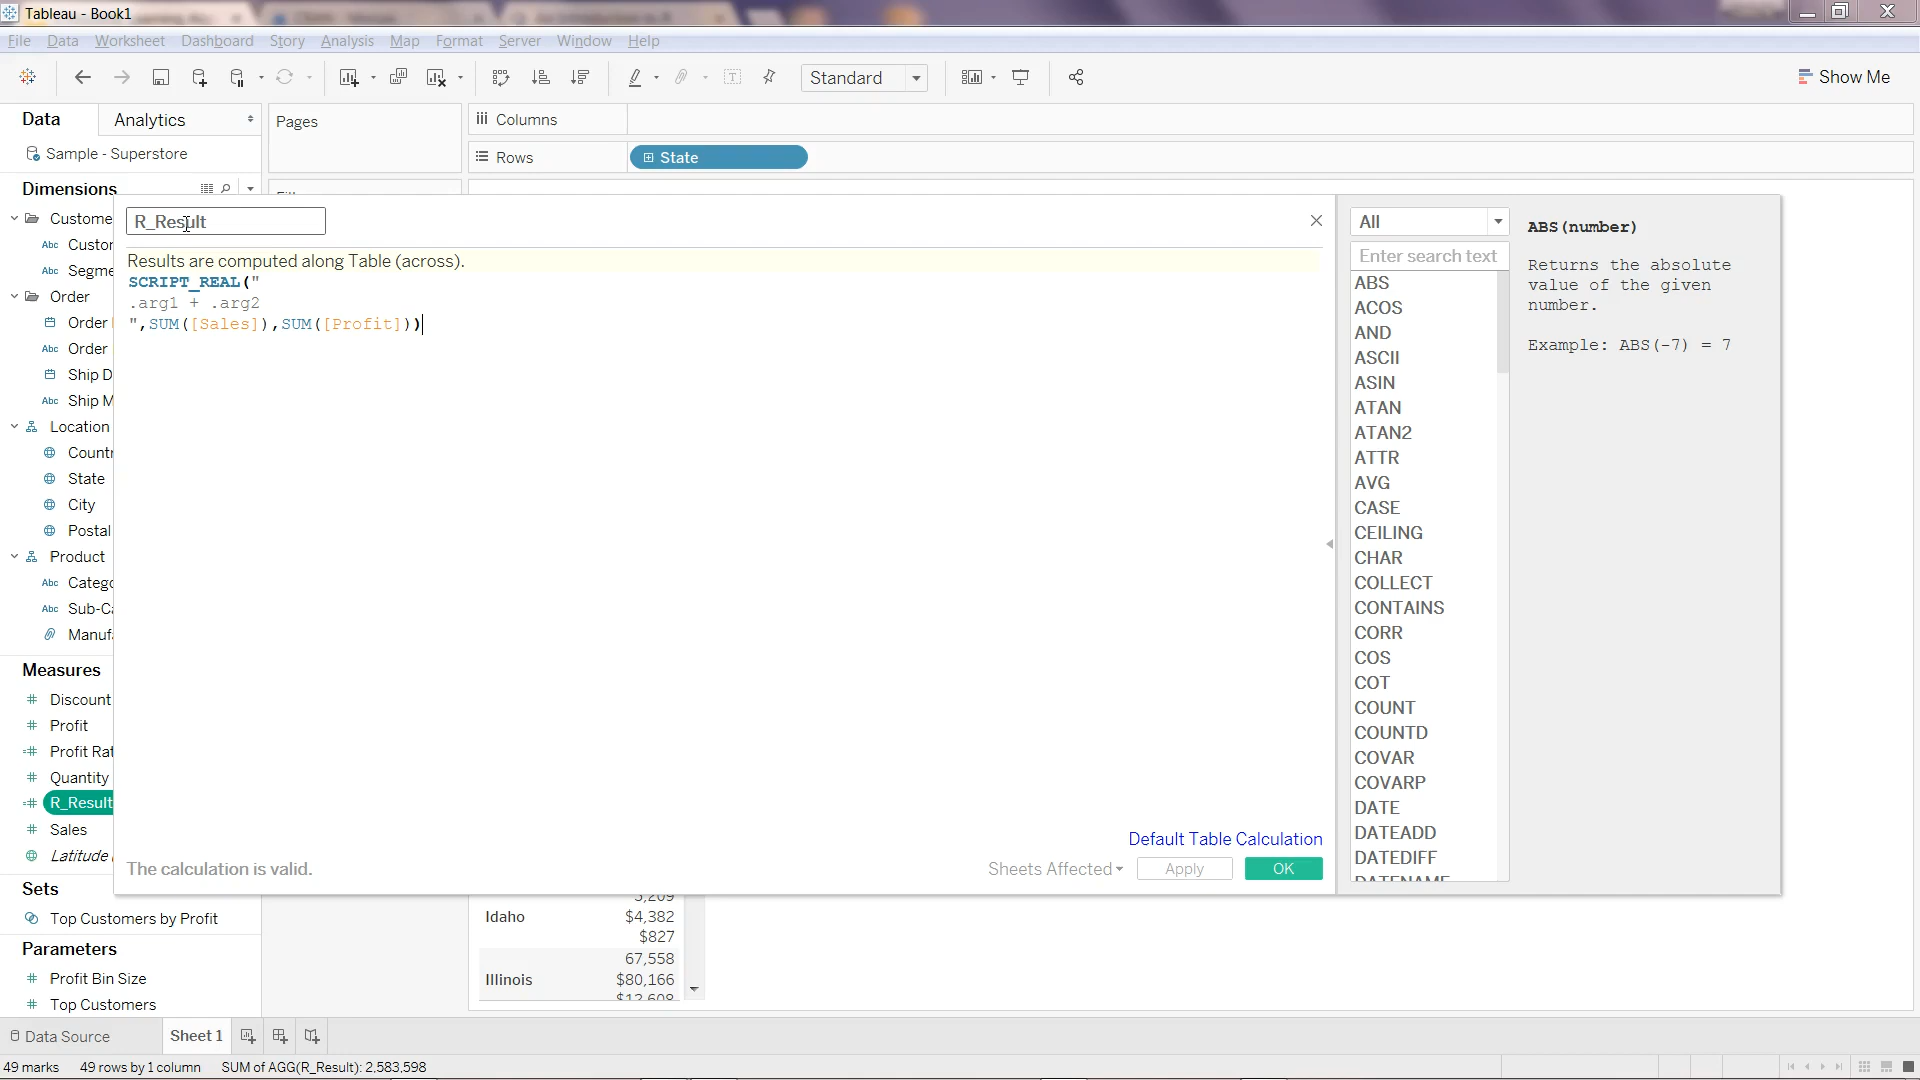 Tableau - Book1
File Data Worksheet Dashboard Story Analysis Map Format Server Window Help
Standard
Show Me
Data
Analytics
Pages
Columns
Sample - Superstore
Rows
State
Dimensions
Custome
Custor
Segme
Order
Order
Order
Ship D
Ship M
Location
Countr
State
City
Postal
Product
Catego
Sub-Ca
Manufa
Measures
Discount
Profit
Profit Rat
Quantity
R_Result
Sales
Latitude
Sets
Top Customers by Profit
Parameters
Profit Bin Size
Top Customers
R_Result
Results are computed along Table (across).
SCRIPT_REAL("
.arg1 + .arg2
",SUM([Sales]),SUM([Profit]))
Default Table Calculation
The calculation is valid.
Sheets Affected
Apply
OK
All
Enter search text
ABS
ACOS
AND
ASCII
ASIN
ATAN
ATAN2
ATTR
AVG
CASE
CEILING
CHAR
COLLECT
CONTAINS
CORR
COS
COT
COUNT
COUNTD
COVAR
COVARP
DATE
DATEADD
DATEDIFF
DATENAME
ABS(number)
Returns the absolute
value of the given
number.
Example: ABS(-7) = 7
5,209
Idaho
$4,382
$827
67,558
Illinois
$80,166
$12,608
Data Source
Sheet 1
49 marks
49 rows by 1 column
SUM of AGG(R_Result): 2,583,598